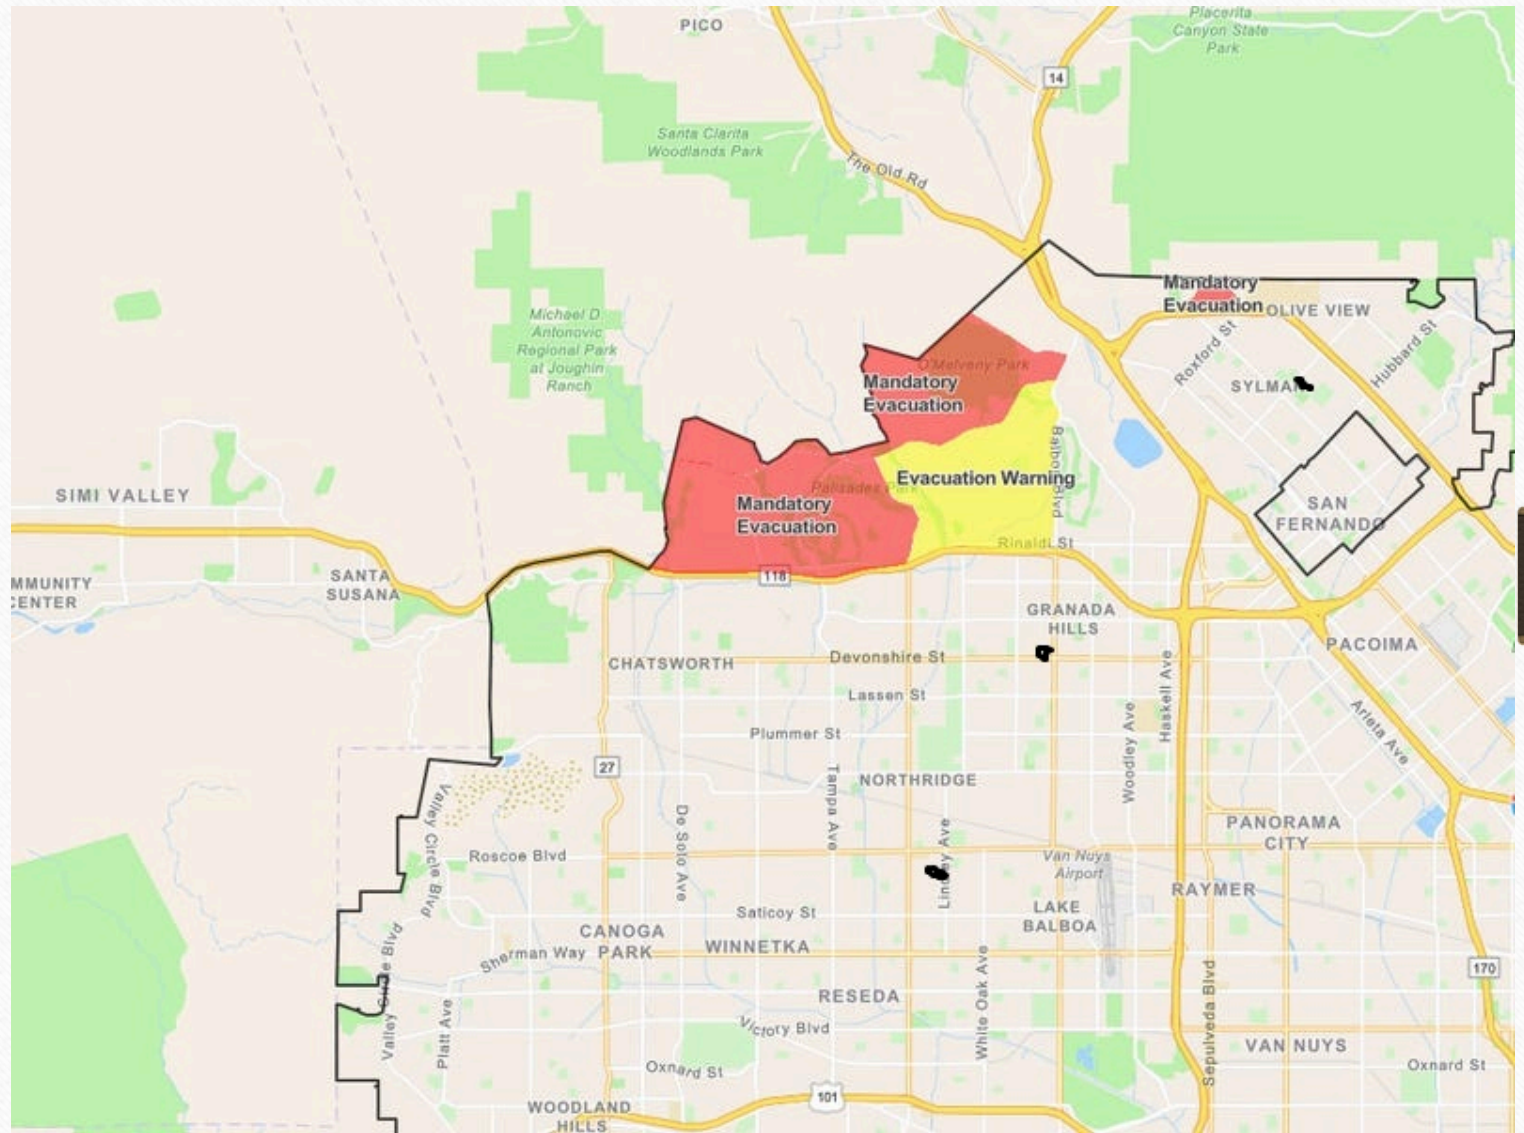 PICO
Placerita
Canyon State
Park
14
Santa Clarita
Woodlands Park
The Old Rd
Mandatory
Evacuation
OLIVE VIEW
Michael D.
Antonovic
Regional Park
at Joughin
Ranch
Roxford St
Hubbard St
O'Melveny Park
Mandatory
Evacuation
SYLMA
Balboa Blvd
Evacuation Warning
Palisades Park
SIMI VALLEY
Mandatory
Evacuation
SAN
FERNANDO
Rinaldi St
118
MMUNITY
CENTER
SANTA
SUSANA
GRANADA
HILLS
PACOIMA
CHATSWORTH
Devonshire St
Lassen St
Haskell Ave
Arleta Ave
Plummer St
Woodley Ave
27
NORTHRIDGE
Tampa Ave
Valley Circle Blvd
De Soto Ave
PANORAMA
CITY
Roscoe Blvd
Lindley Ave
Van Nuys
Airport
RAYMER
Saticoy St
LAKE
BALBOA
CANOGA
PARK
WINNETKA
Sherman Way
Valley Circle Blvd
170
RESEDA
White Oak Ave
Sepulveda Blvd
Platt Ave
Victory Blvd
VAN NUYS
Oxnard St
Oxnard St
101
WOODLAND
HILLS